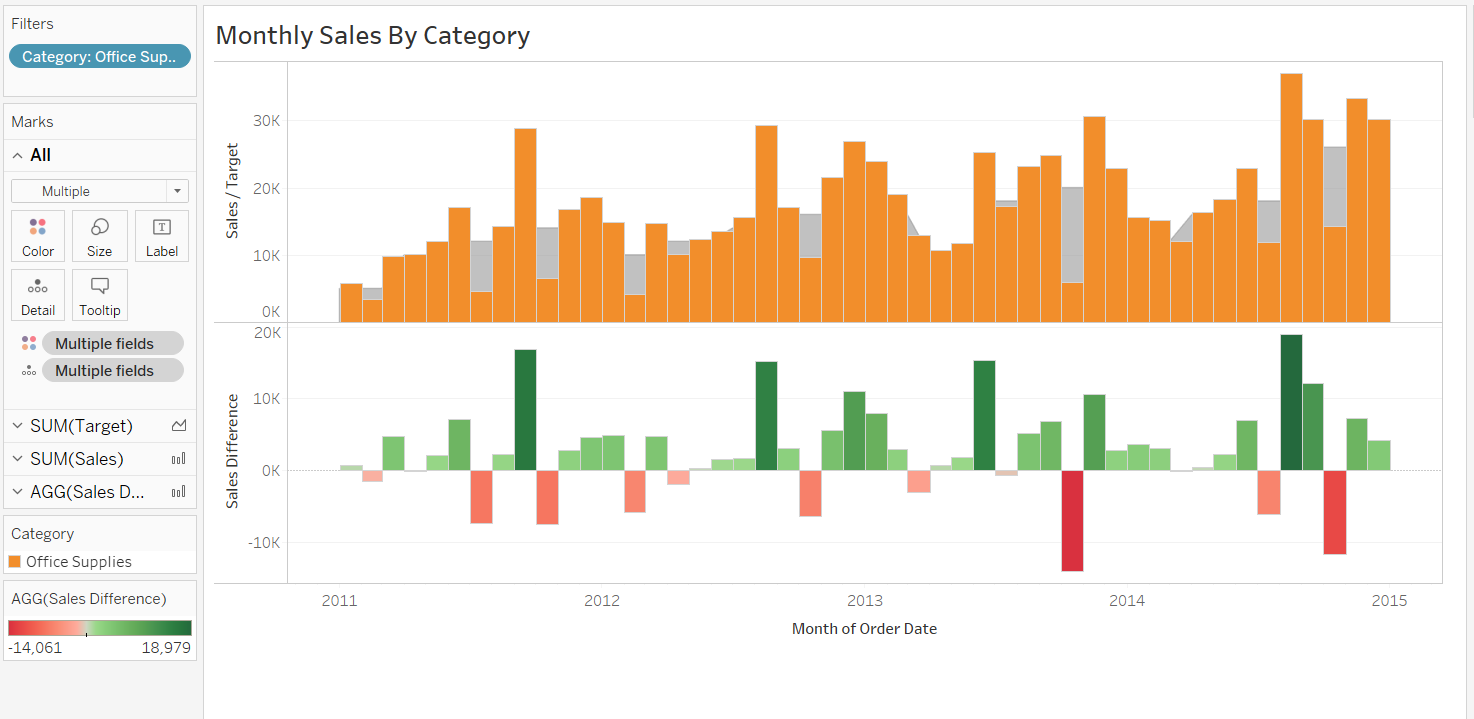 Filters
Category: Office Sup..
Marks
All
Multiple
Color
Size
Label
Detail
Tooltip
Multiple fields
Multiple fields
SUM(Target)
SUM(Sales)
AGG(Sales D...
Category
Office Supplies
AGG(Sales Difference)
-14,061 18,979
Monthly Sales By Category
Sales / Target
30K
20K
10K
0K
Sales Difference
20K
10K
0K
-10K
2011 2012 2013 2014 2015
Month of Order Date